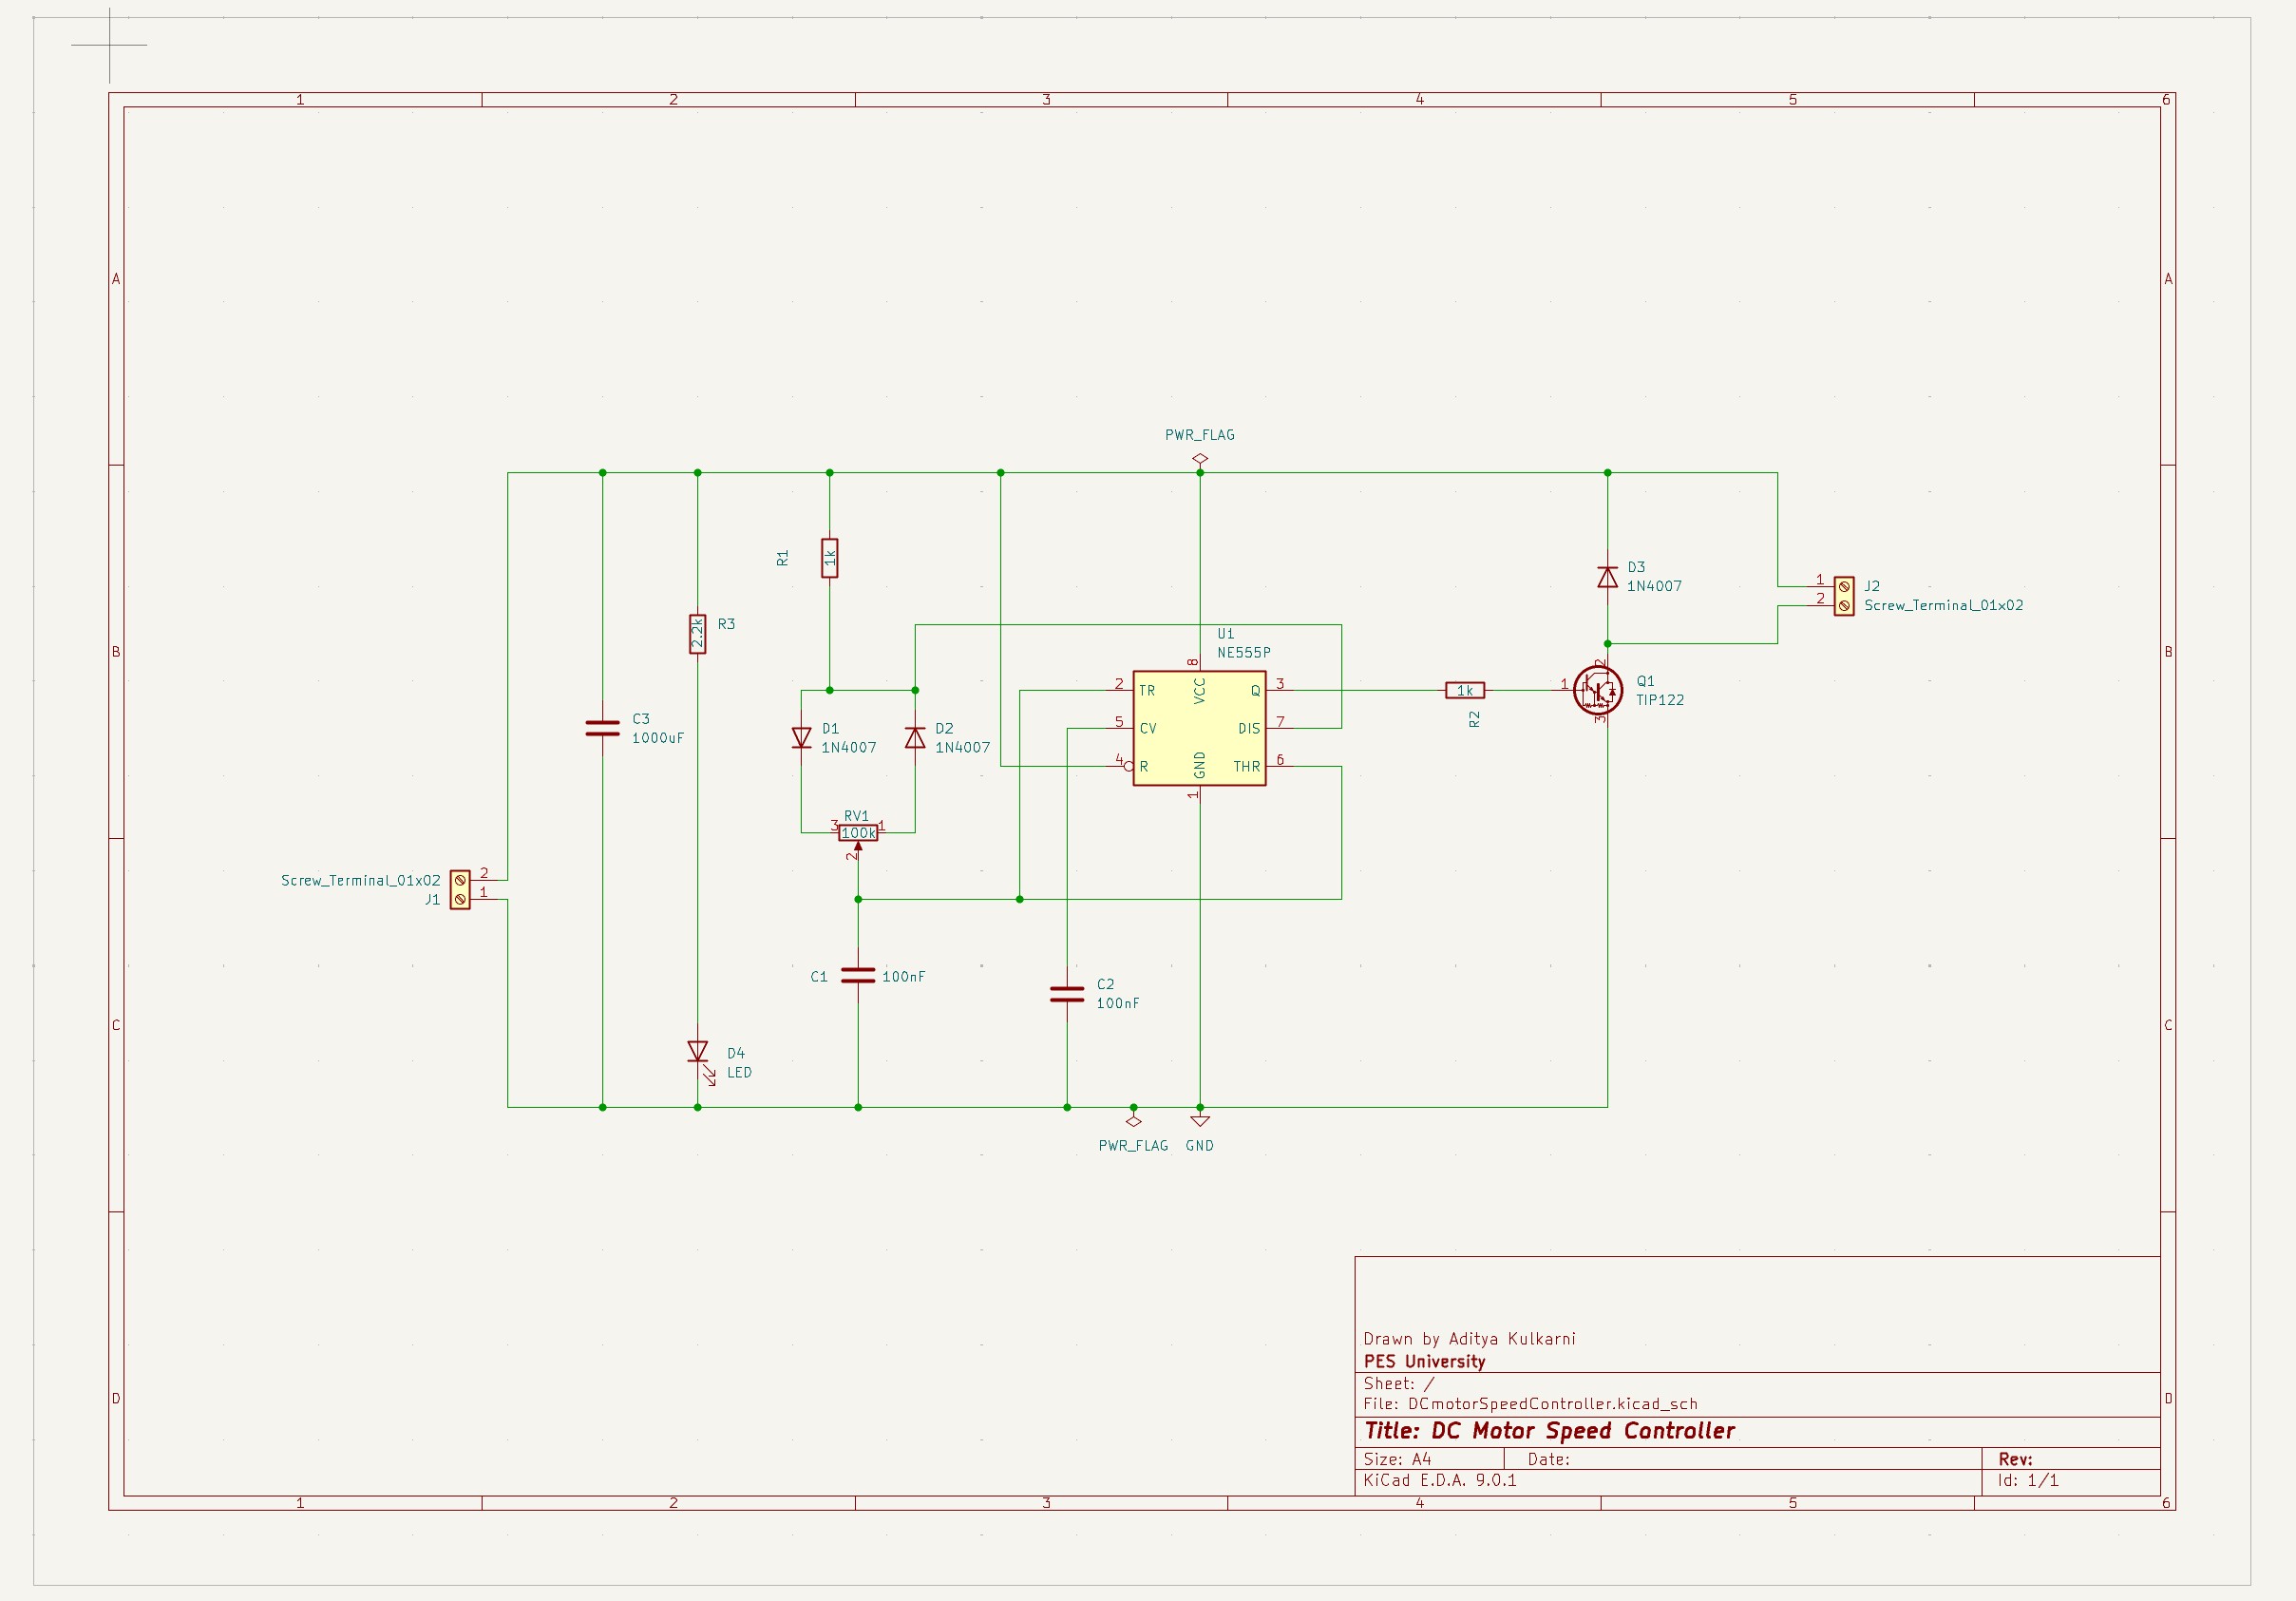 1 2 3 4 5 6
A A
PWR_FLAG
R1 1k
D3
1N4007
1
2
J2
Screw_Terminal_01x02
2.2k R3
U1
NE555P
B B
8
2
2 TR VCC Q 3
1k
R2
1
Q1
TIP122
3
C3
1000uF
D1
1N4007
D2
1N4007
5 CV DIS 7
4 R GND THR 6
1
RV1
3 100k 1
2
Screw_Terminal_01x02 2
J1 1
C1 100nF
C2
100nF
C C
D4
LED
PWR_FLAG GND
Drawn by Aditya Kulkarni
PES University
Sheet: /
File: DCmotorSpeedController.kicad_sch
D D
Title: DC Motor Speed Controller
Size: A4 Date: Rev:
KiCad E.D.A. 9.0.1 Id: 1/1
1 2 3 4 5 6